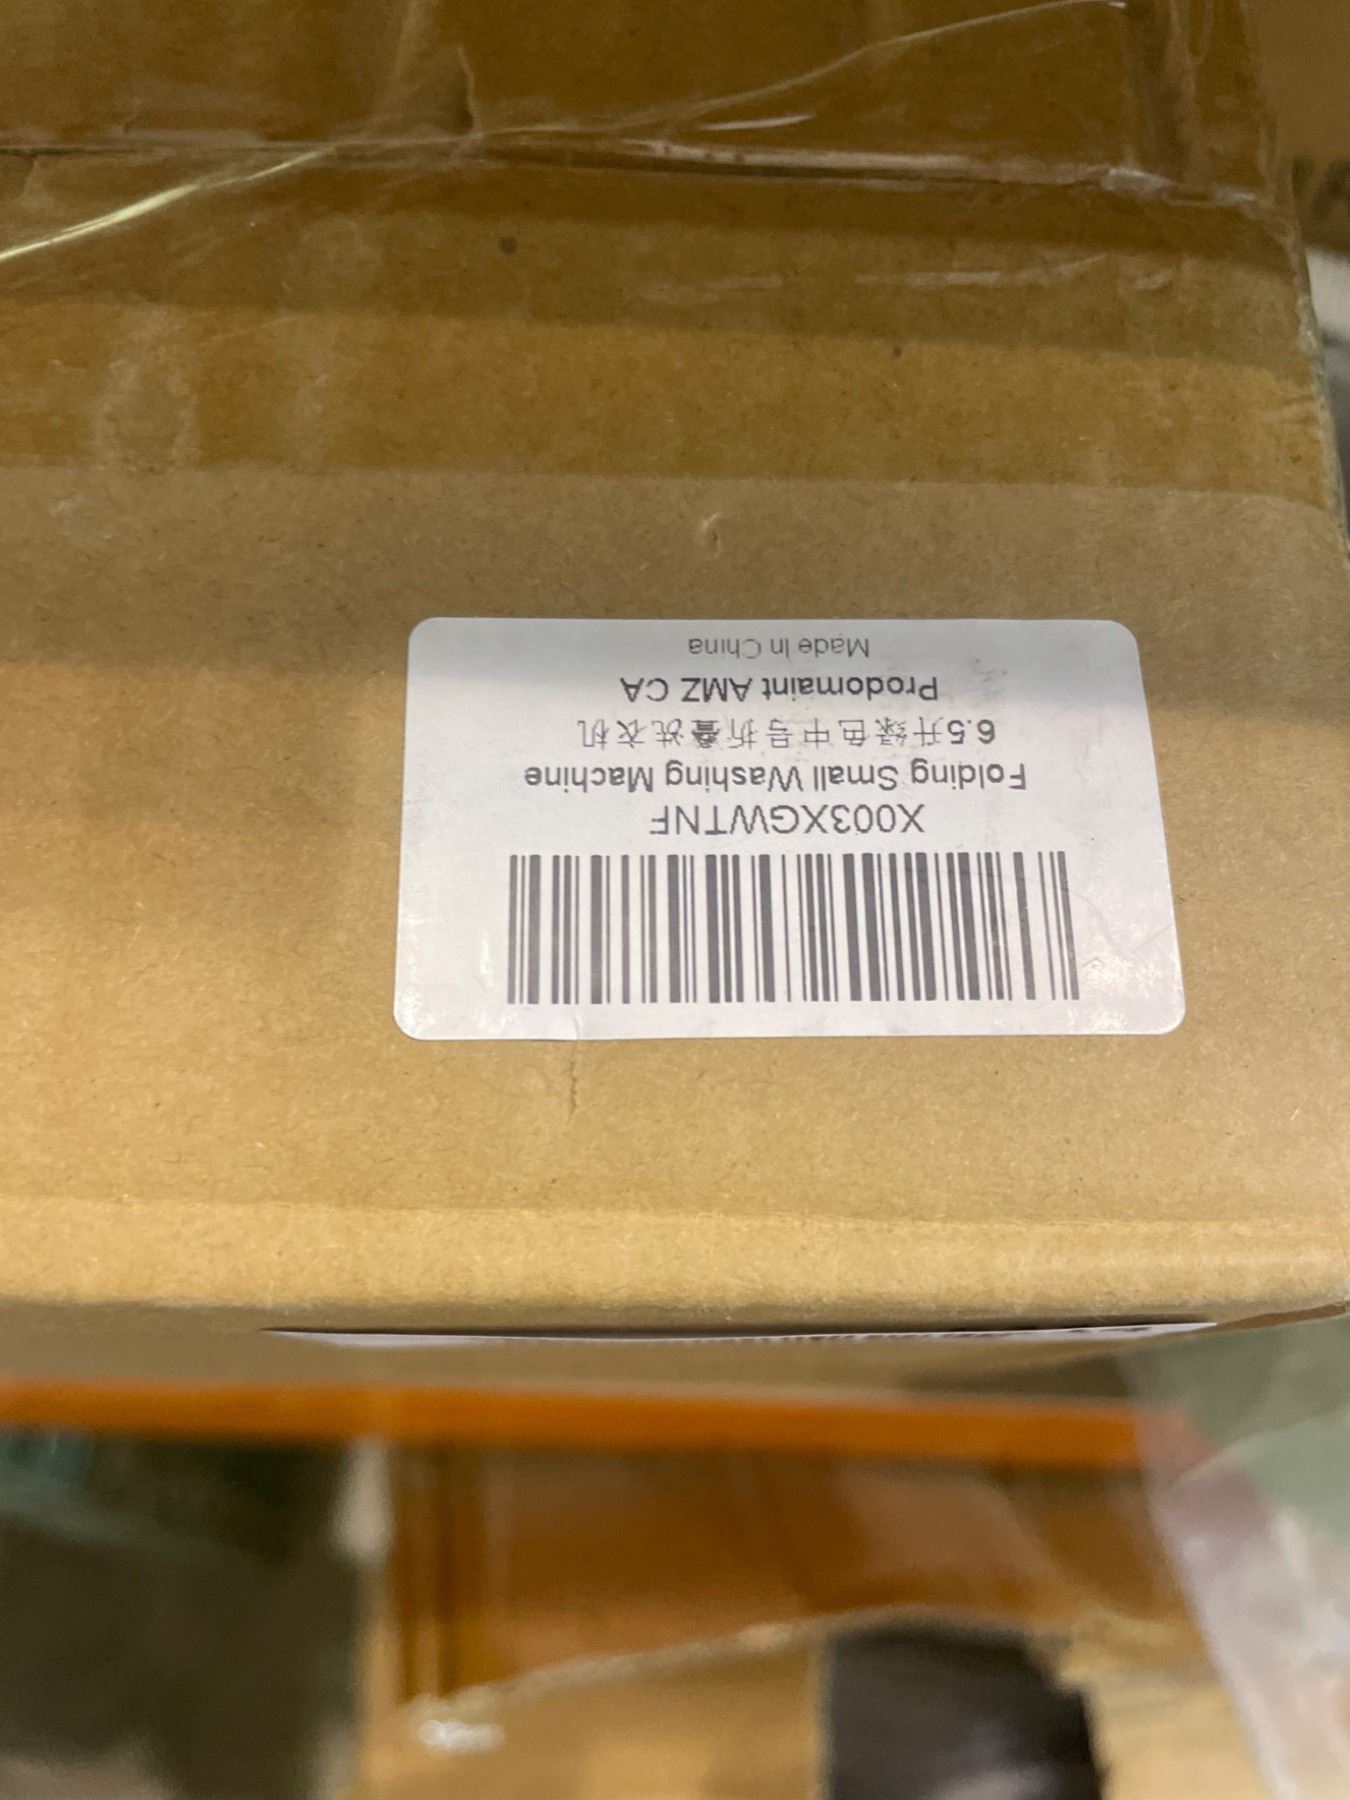 X003XGWTNF
Folding Small Washing Machine
6.5升绿色中号折叠洗衣机
Prodomaint AMZ CA
Made In China